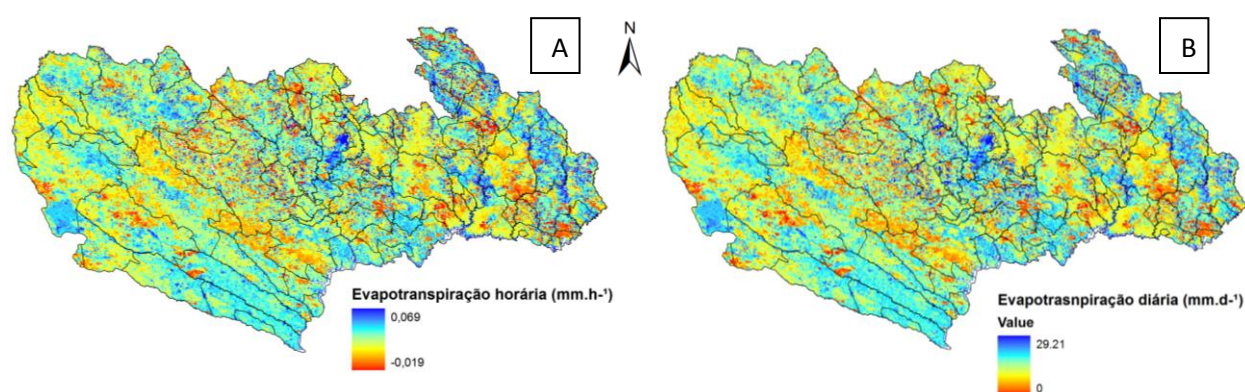 A
N
B
Evapotranspiração horária (mm.h-¹)
0,069
-0,019
Evapotrasnpiração diária (mm.d-¹)
Value
29.21
0